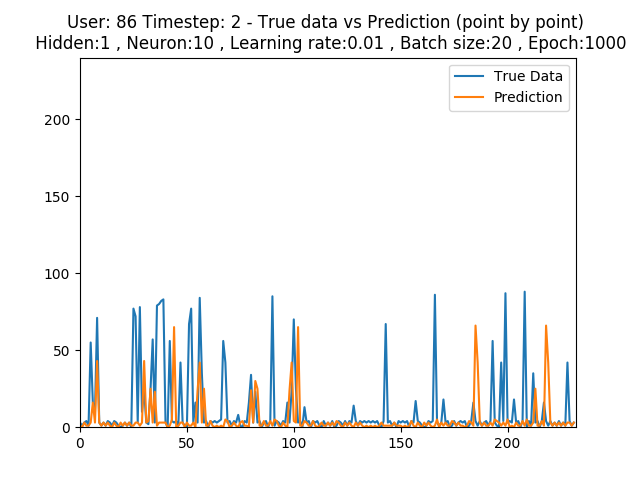 User: 86 Timestep: 2 - True data vs Prediction (point by point)
Hidden:1 , Neuron:10 , Learning rate:0.01 , Batch size:20 , Epoch:1000
True Data
Prediction
200
150
100
50
0
0 50 100 150 200